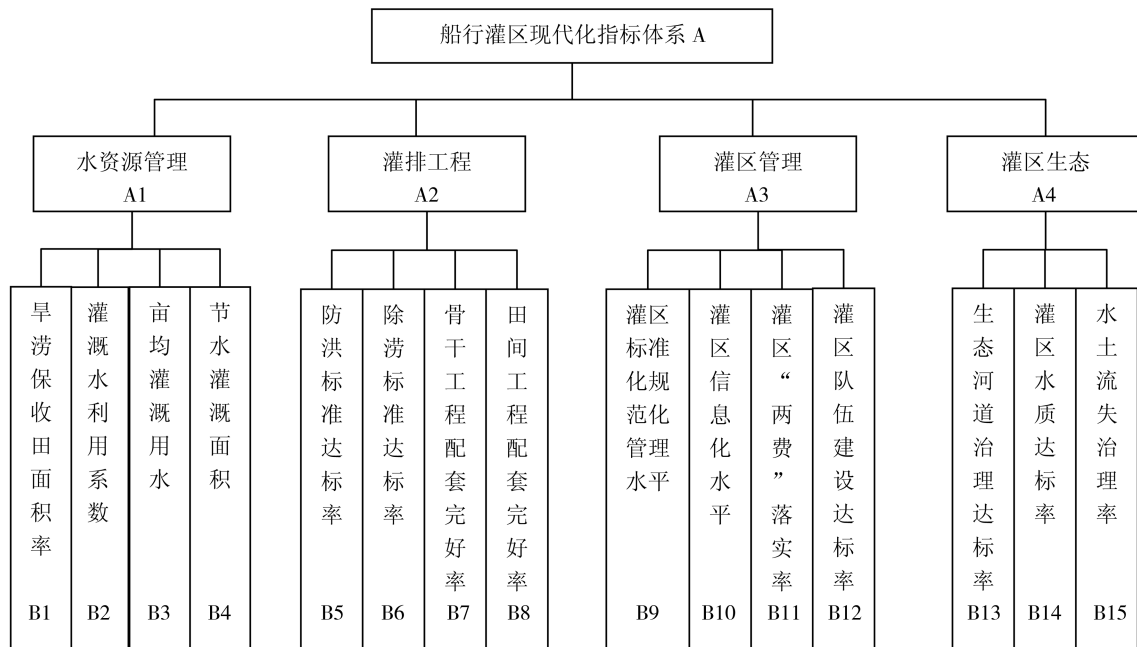 船行灌区现代化指标体系 A
水资源管理
A1
灌排工程
A2
灌区管理
A3
灌区生态
A4
旱涝保收田面积率
B1
灌溉水利用系数
B2
亩均灌溉用水
B3
节水灌溉面积
B4
防洪标准达标率
B5
除涝标准达标率
B6
骨干工程配套完好率
B7
田间工程配套完好率
B8
灌区标准化规范化管理水平
B9
灌区信息化水平
B10
灌区“两费”落实率
B11
灌区队伍建设达标率
B12
生态河道治理达标率
B13
灌区水质达标率
B14
水土流失治理率
B15